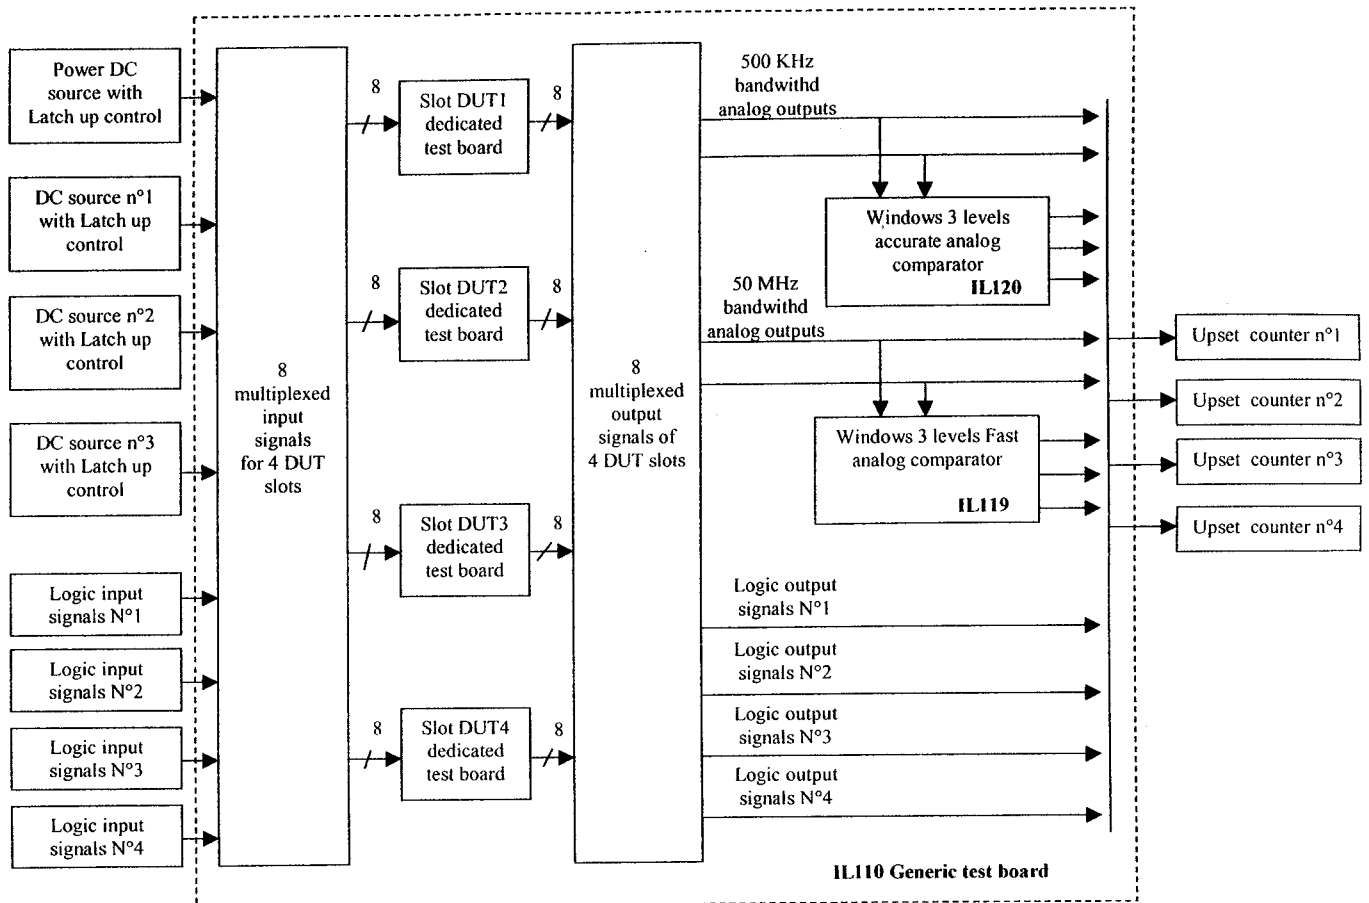 Power DC
source with
Latch up control
DC source n°1
with Latch up
control
DC source n°2
with Latch up
control
DC source n°3
with Latch up
control
Logic input
signals N°1
Logic input
signals N°2
Logic input
signals N°3
Logic input
signals N°4
8
multiplexed
input
signals
for 4 DUT
slots
8
Slot DUT1
dedicated
test board
8
8
Slot DUT2
dedicated
test board
8
8
Slot DUT3
dedicated
test board
8
8
Slot DUT4
dedicated
test board
8
8
multiplexed
output
signals of
4 DUT slots
500 KHz
bandwithd
analog outputs
Windows 3 levels
accurate analog
comparator
IL120
50 MHz
bandwithd
analog outputs
Windows 3 levels Fast
analog comparator
IL119
Logic output
signals N°1
Logic output
signals N°2
Logic output
signals N°3
Logic output
signals N°4
Upset counter n°1
Upset counter n°2
Upset counter n°3
Upset counter n°4
IL110 Generic test board